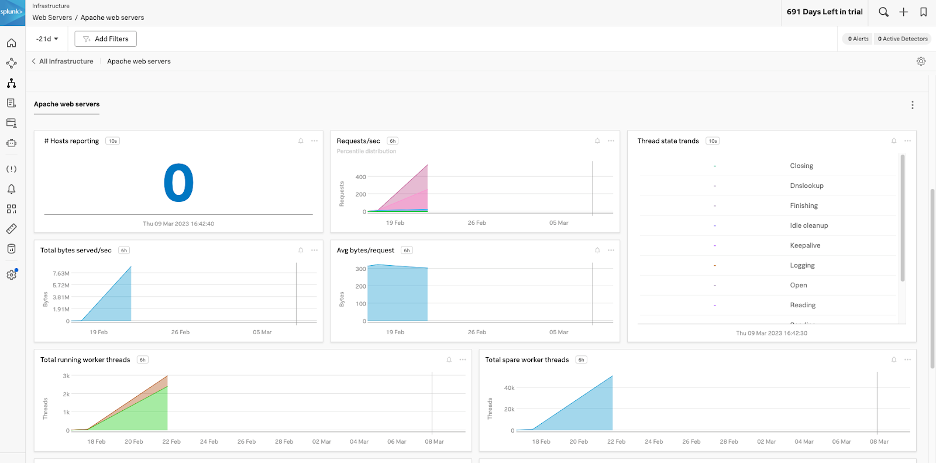 splunk>
Infrastructure
Web Servers / Apache web servers
691 Days Left in trial
-21d
Add Filters
0 Alerts
0 Active Detectors
All Infrastructure
Apache web servers
Apache web servers
# Hosts reporting 10s
0
Thu 09 Mar 2023 16:42:40
Requests/sec 6h
Percentile distribution
Requests
400
200
0
19 Feb 26 Feb 05 Mar
Thread state trends 10s
- Closing
- Dnslookup
- Finishing
- Idle cleanup
- Keepalive
- Logging
- Open
- Reading
Thu 09 Mar 2023 16:42:30
Total bytes served/sec 6h
Bytes
7.63M
5.72M
3.81M
1.91M
0
19 Feb 26 Feb 05 Mar
Avg bytes/request 6h
Bytes
300
200
100
0
19 Feb 26 Feb 05 Mar
Total running worker threads 6h
Threads
3k
2k
1k
0
18 Feb 20 Feb 22 Feb 24 Feb 26 Feb 28 Feb 02 Mar 04 Mar 06 Mar 08 Mar
Total spare worker threads 6h
Threads
40k
20k
0
18 Feb 20 Feb 22 Feb 24 Feb 26 Feb 28 Feb 02 Mar 04 Mar 06 Mar 08 Mar